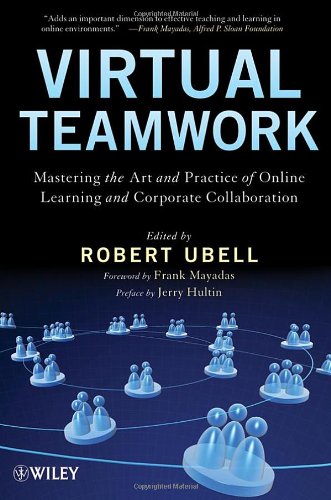 "Adds an important dimension to effective teaching and learning in
online environments." —Frank Mayadas, Alfred P. Sloan Foundation
VIRTUAL
TEAMWORK
Mastering the Art and Practice of Online
Learning and Corporate Collaboration
Edited by
ROBERT UBELL
Foreword by Frank Mayadas
Preface by Jerry Hultin
WILEY